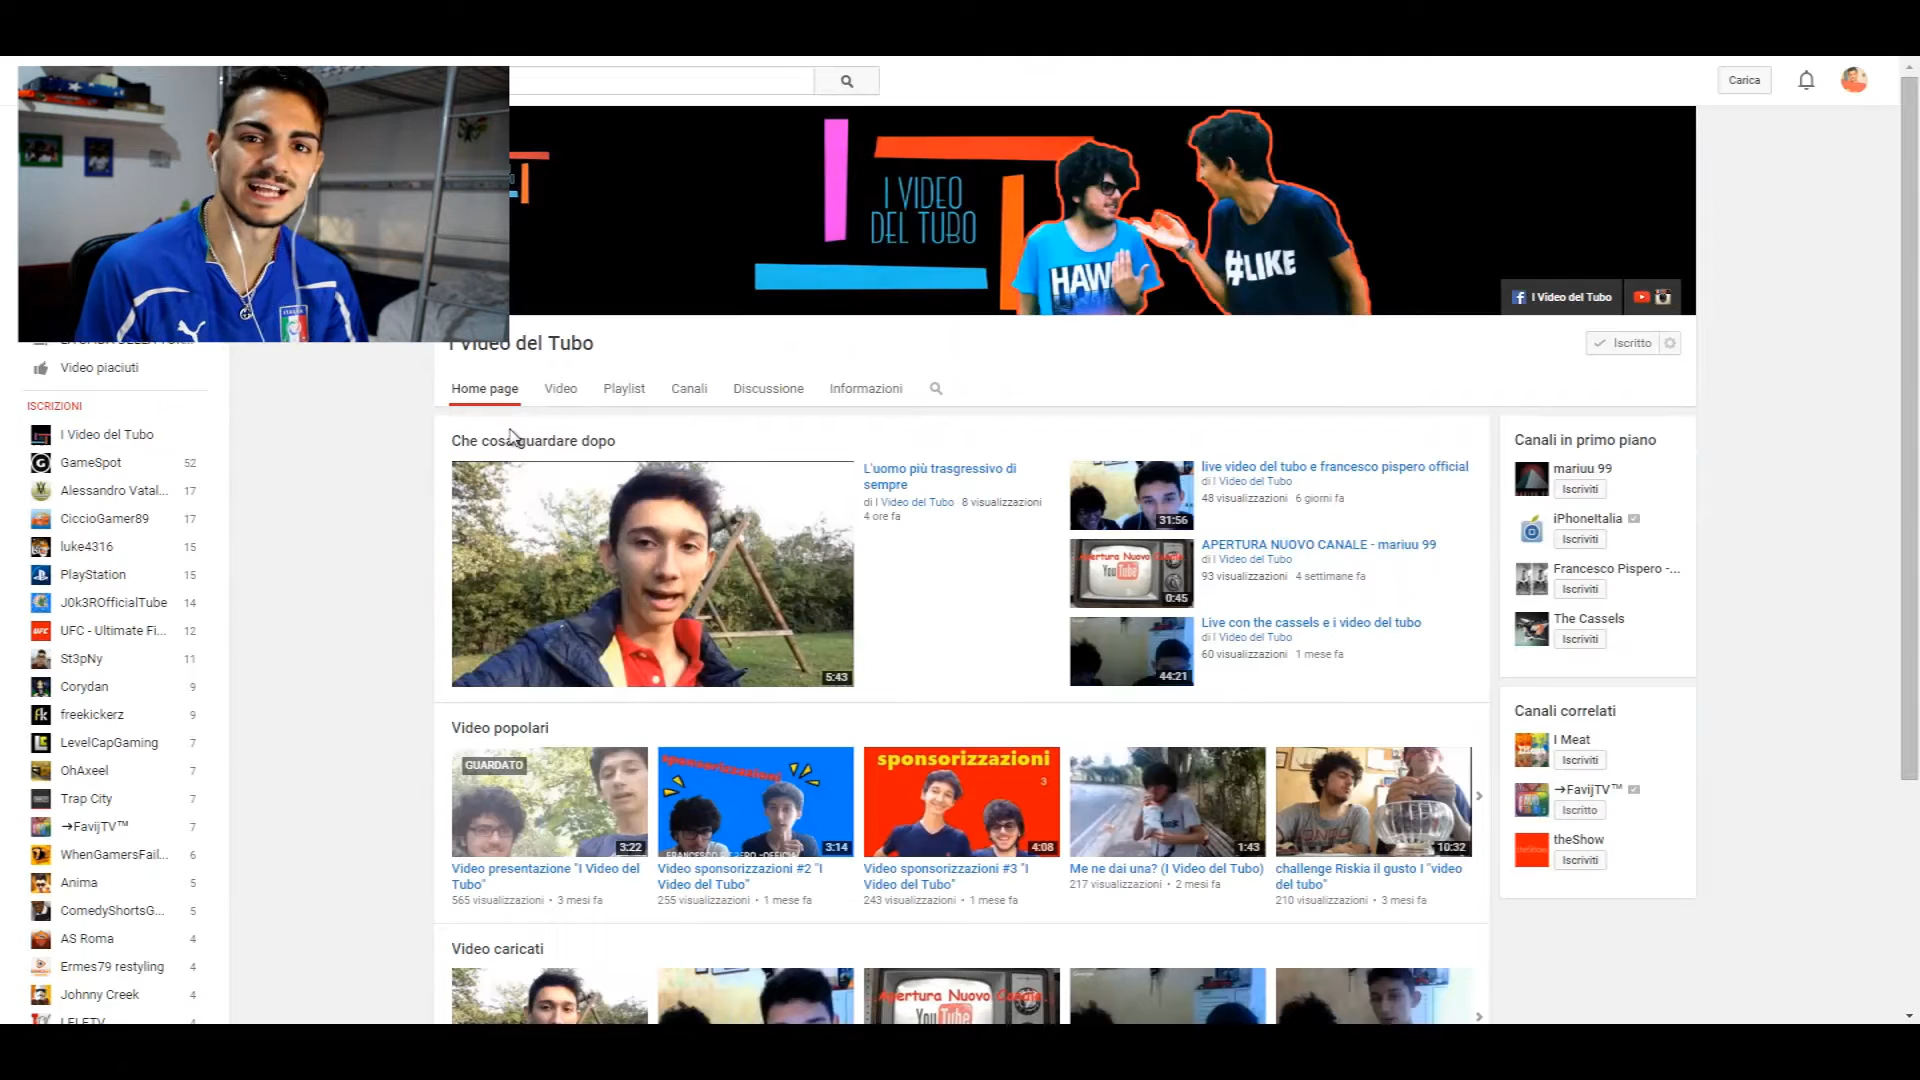 Carica
I VIDEO
DEL TUBO
HAW
#LIKE
I Video del Tubo
ITALIA
I Video del Tubo
Iscritto
Video piaciuti
Home page
Video
Playlist
Canali
Discussione
Informazioni
ISCRIZIONI
I Video del Tubo
GameSpot 52
Alessandro Vatal... 17
CiccioGamer89 17
luke4316 15
PlayStation 15
J0k3ROfficialTube 14
UFC - Ultimate Fi... 12
St3pNy 11
Corydan 9
freekickerz 9
LevelCapGaming 7
OhAxeel 7
Trap City 7
→FavijTV™ 7
WhenGamersFail... 6
Anima 5
ComedyShortsG... 5
AS Roma 4
Ermes79 restyling 4
Johnny Creek 4
Che cosa guardare dopo
5:43
L'uomo più trasgressivo di
sempre
di I Video del Tubo 8 visualizzazioni
4 ore fa
31:56
live video del tubo e francesco pispero official
di I Video del Tubo
48 visualizzazioni 6 giorni fa
Apertura Nuovo Canale
You Tube
0:45
APERTURA NUOVO CANALE - mariuu 99
di I Video del Tubo
93 visualizzazioni 4 settimane fa
44:21
Live con the cassels e i video del tubo
di I Video del Tubo
60 visualizzazioni 1 mese fa
Video popolari
GUARDATO
3:22
Video presentazione "I Video del
Tubo"
565 visualizzazioni • 3 mesi fa
sponsorizzazioni
3:14
Video sponsorizzazioni #2 "I
Video del Tubo"
255 visualizzazioni • 1 mese fa
sponsorizzazioni
3
4:08
Video sponsorizzazioni #3 "I
Video del Tubo"
243 visualizzazioni • 1 mese fa
1:43
Me ne dai una? (I Video del Tubo)
217 visualizzazioni • 2 mesi fa
10:32
challenge Riskia il gusto I "video
del tubo"
210 visualizzazioni • 3 mesi fa
Video caricati
Apertura Nuovo Canale
YouTube
Canali in primo piano
mariuu 99
Iscriviti
iPhoneItalia
Iscriviti
Francesco Pispero -...
Iscriviti
The Cassels
Iscriviti
Canali correlati
I Meat
Iscriviti
→FavijTV™
Iscritto
theShow
Iscriviti